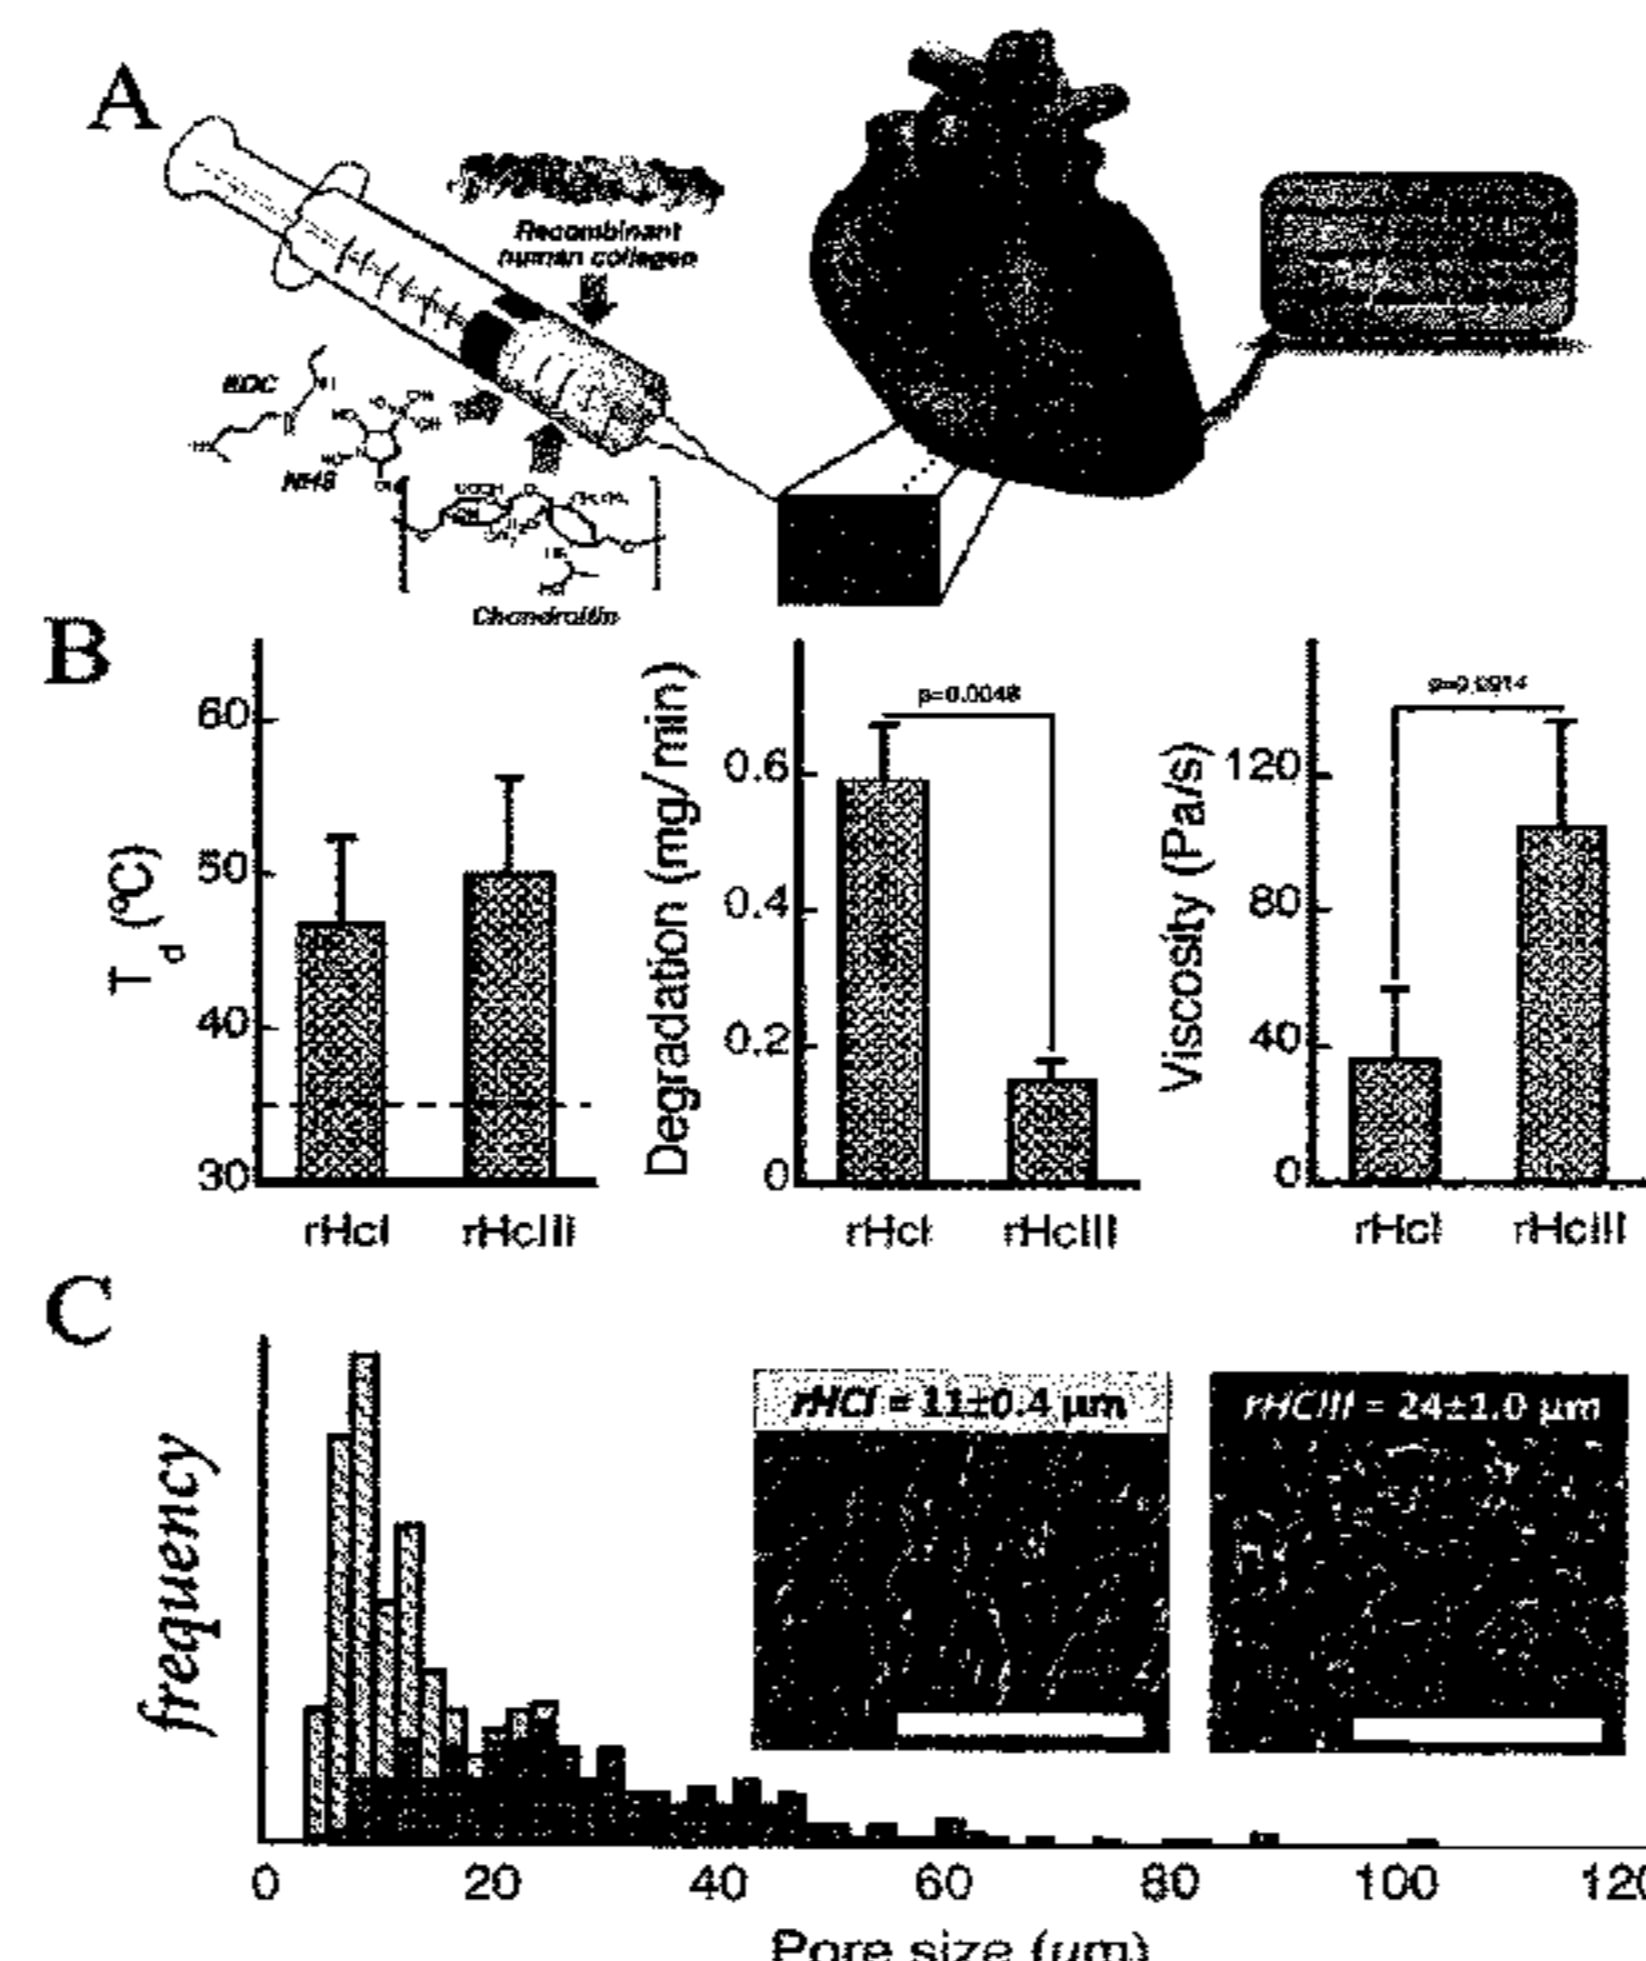 A
Recombinant
human collagen
EDC
NHS
Chondroitin
B
60
50
40
30
T d (°C)
rHcI
rHcIII
Degradation (mg/min)
0.6
0.4
0.2
0
p=0.0048
rHcI
rHcIII
Viscosity (Pa/s)
120
80
40
0
rHcI
rHcIII
C
frequency
rHCI = 11±0.4 µm
rHCIII = 24±1.0 µm
0
20
40
60
80
100
120
Pore size (µm)